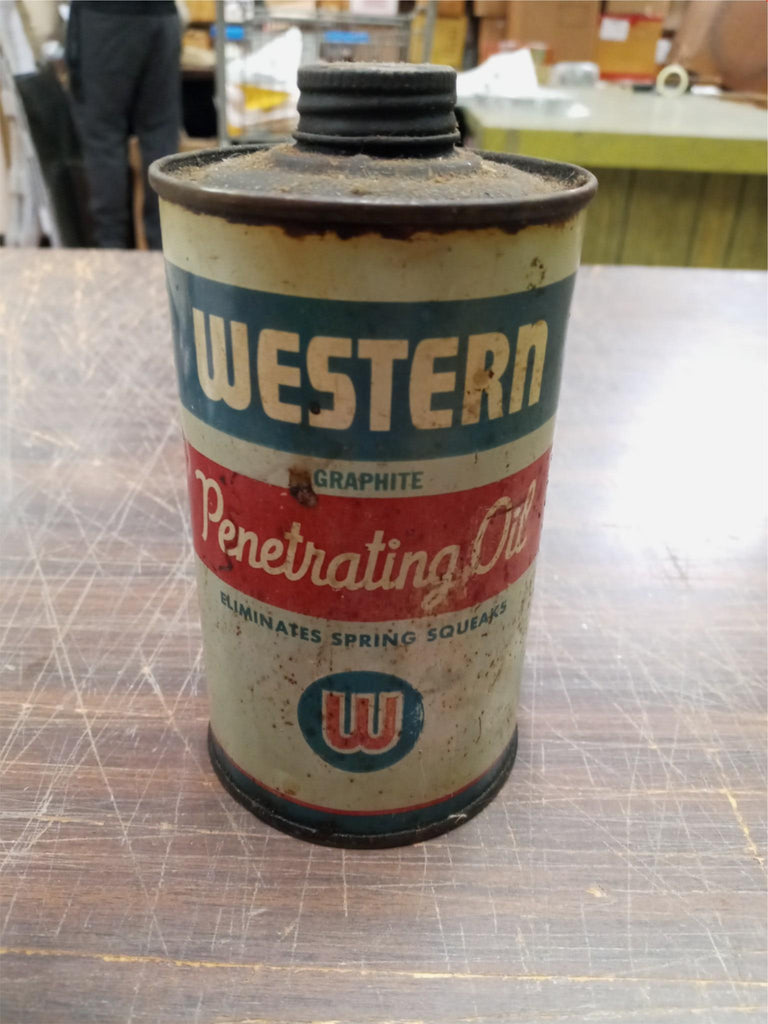 WESTERN
GRAPHITE
Penetrating Oil
ELIMINATES SPRING SQUEAKS
W